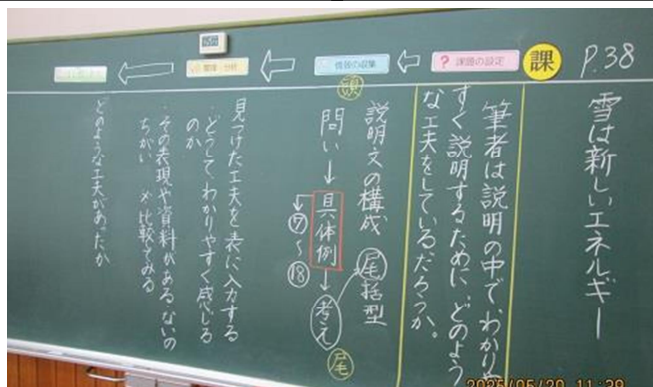 P.38
雪は新しいエネルギー
課
筆者は説明の中で、わかりや
すく説明するために、どのよう
な工夫をしているだろうか。
? 課題の設定
情報の収集
整理・分析
頭
説明文の構成 尾括型
問い→具体例→考え
⑦~⑱
尾
見つけた工夫を表に入力する
・どうして、わかりやすく感じる
のか
・その表現や資料がある、ないの
ちがい ※比較してみる
どのような工夫があったか
2025/05/20 11:29